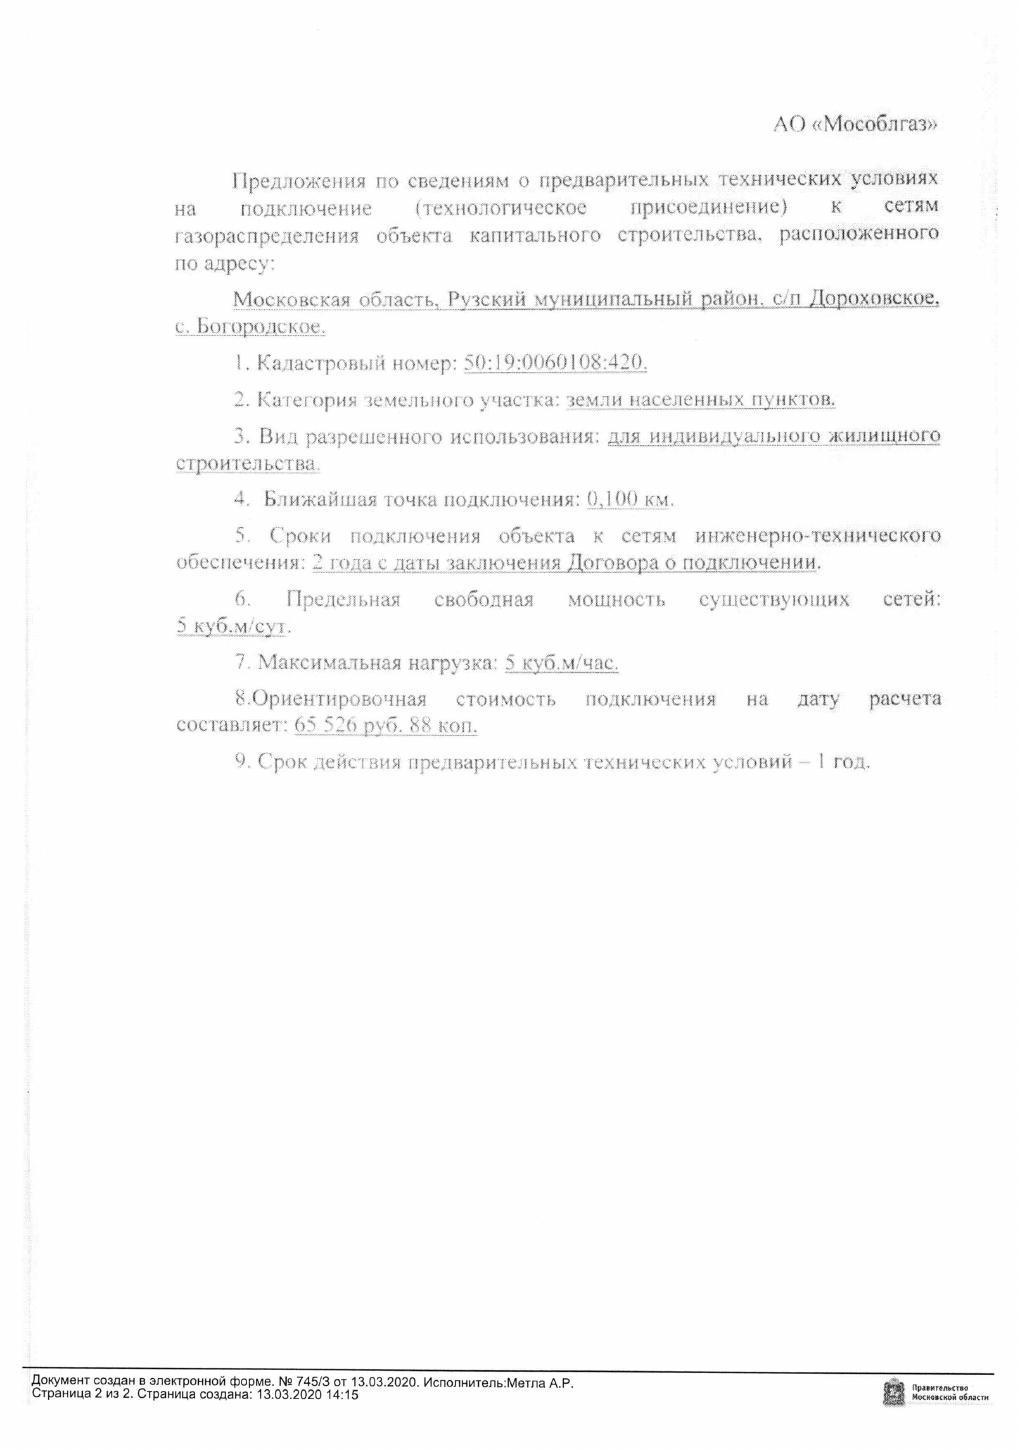 АО «Мособлгаз»
Предложения по сведениям о предварительных технических условиях
на подключение (технологическое присоединение) к сетям
газораспределения объекта капитального строительства, расположенного
по адресу:
Московская область, Рузский муниципальный район, с/п Дороховское,
с. Богородское.
1. Кадастровый номер: 50:19:0060108:420.
2. Категория земельного участка: земли населенных пунктов.
3. Вид разрешенного использования: для индивидуального жилищного
строительства.
4. Ближайшая точка подключения: 0,100 км.
5. Сроки подключения объекта к сетям инженерно-технического
обеспечения: 2 года с даты заключения Договора о подключении.
6. Предельная свободная мощность существующих сетей:
5 куб.м/сут.
7. Максимальная нагрузка: 5 куб.м/час.
8.Ориентировочная стоимость подключения на дату расчета
составляет: 65 526 руб. 88 коп.
9. Срок действия предварительных технических условий – 1 год.
Документ создан в электронной форме. № 745/3 от 13.03.2020. Исполнитель:Метла А.Р.
Страница 2 из 2. Страница создана: 13.03.2020 14:15
Правительство
Московской области